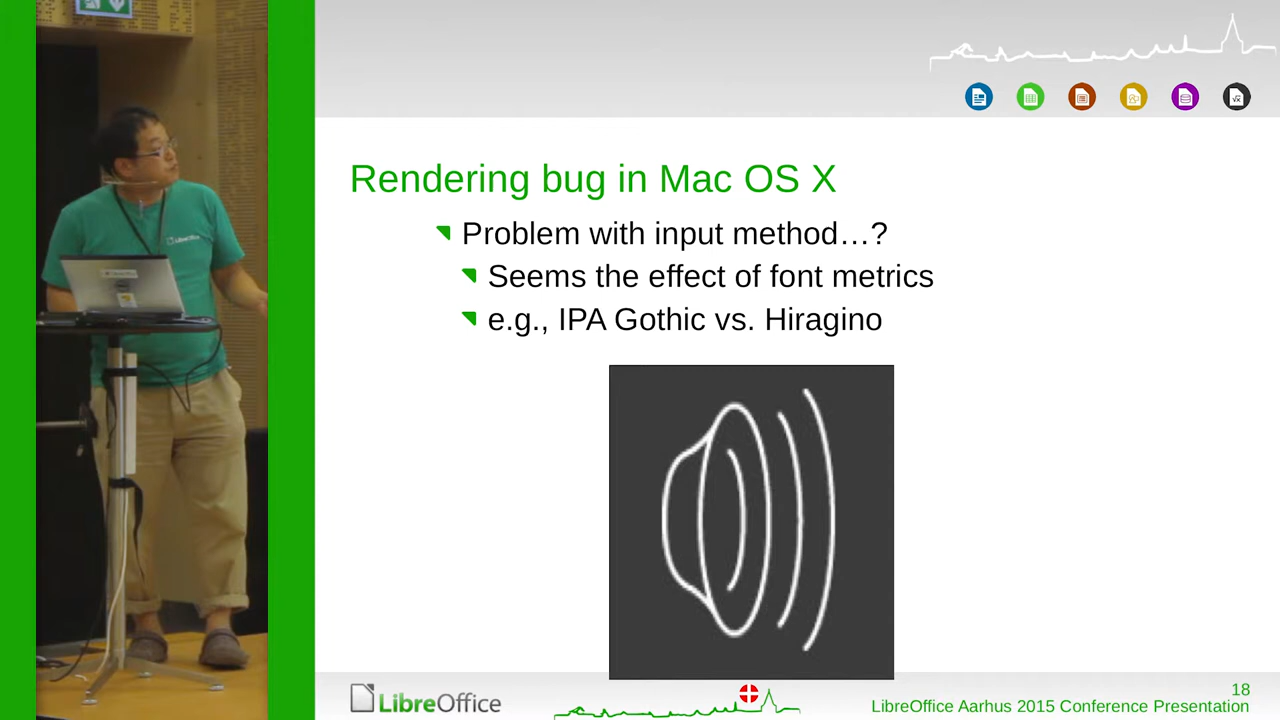 Rendering bug in Mac OS X
Problem with input method…?
Seems the effect of font metrics
e.g., IPA Gothic vs. Hiragino
LibreOffice
LibreOffice
18
LibreOffice Aarhus 2015 Conference Presentation